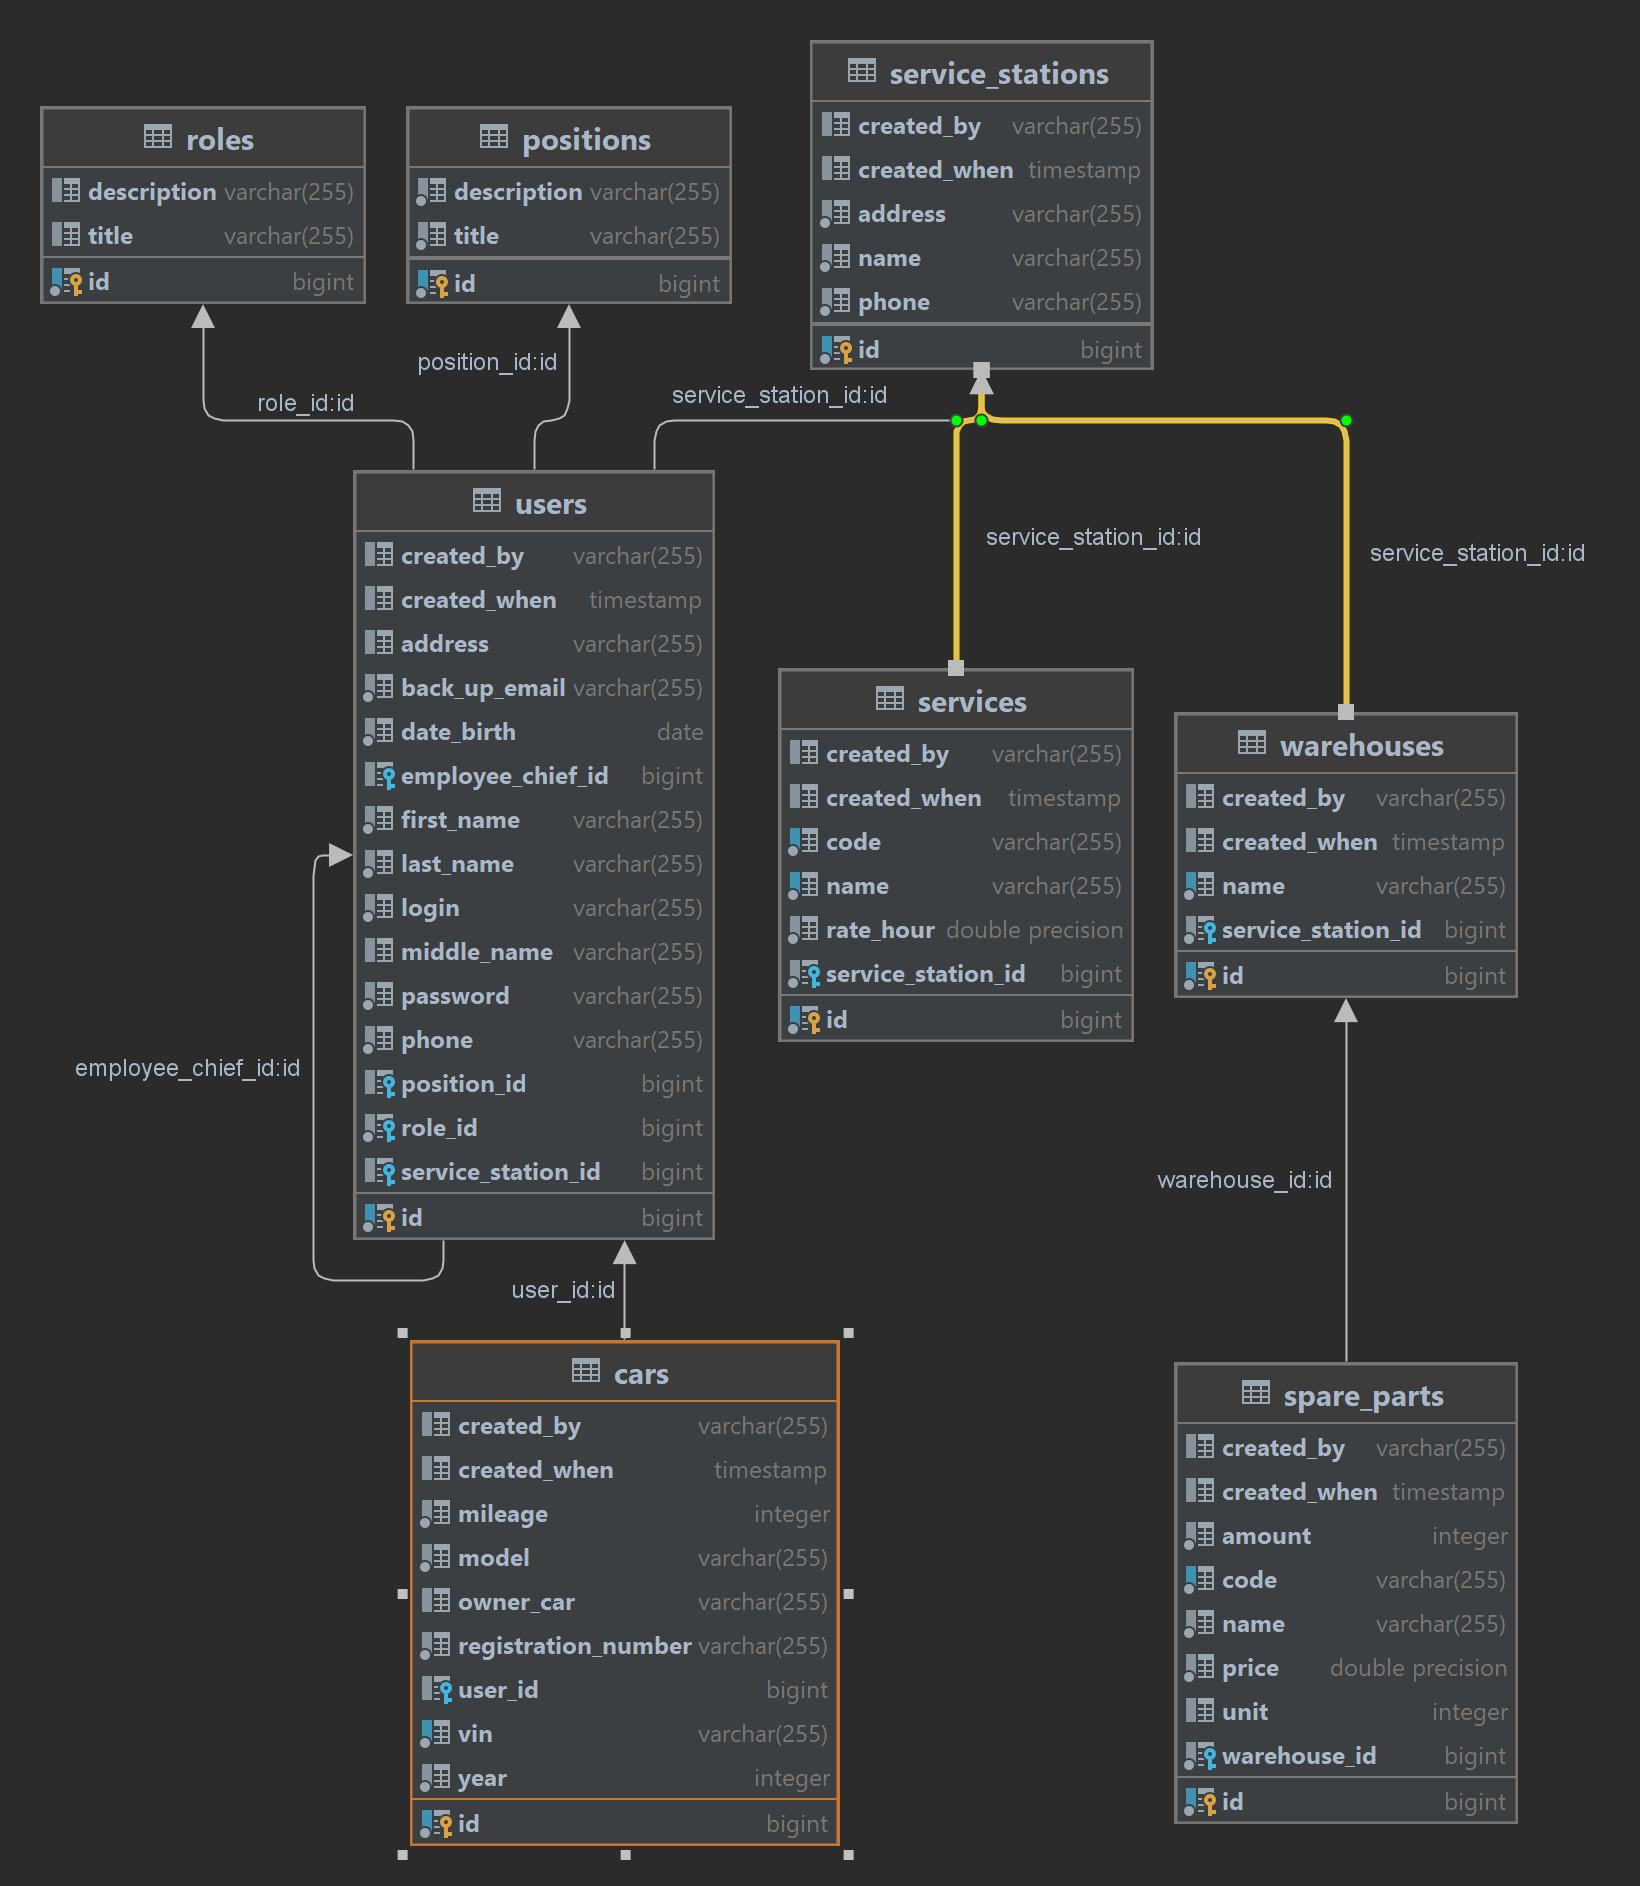 service_stations
created_by varchar(255)
created_when timestamp
address varchar(255)
name varchar(255)
phone varchar(255)
id bigint
roles
description varchar(255)
title varchar(255)
id bigint
positions
description varchar(255)
title varchar(255)
id bigint
position_id:id
role_id:id
service_station_id:id
service_station_id:id
service_station_id:id
users
created_by varchar(255)
created_when timestamp
address varchar(255)
back_up_email varchar(255)
date_birth date
employee_chief_id bigint
first_name varchar(255)
last_name varchar(255)
login varchar(255)
middle_name varchar(255)
password varchar(255)
phone varchar(255)
position_id bigint
role_id bigint
service_station_id bigint
id bigint
employee_chief_id:id
services
created_by varchar(255)
created_when timestamp
code varchar(255)
name varchar(255)
rate_hour double precision
service_station_id bigint
id bigint
warehouses
created_by varchar(255)
created_when timestamp
name varchar(255)
service_station_id bigint
id bigint
warehouse_id:id
user_id:id
cars
created_by varchar(255)
created_when timestamp
mileage integer
model varchar(255)
owner_car varchar(255)
registration_number varchar(255)
user_id bigint
vin varchar(255)
year integer
id bigint
spare_parts
created_by varchar(255)
created_when timestamp
amount integer
code varchar(255)
name varchar(255)
price double precision
unit integer
warehouse_id bigint
id bigint